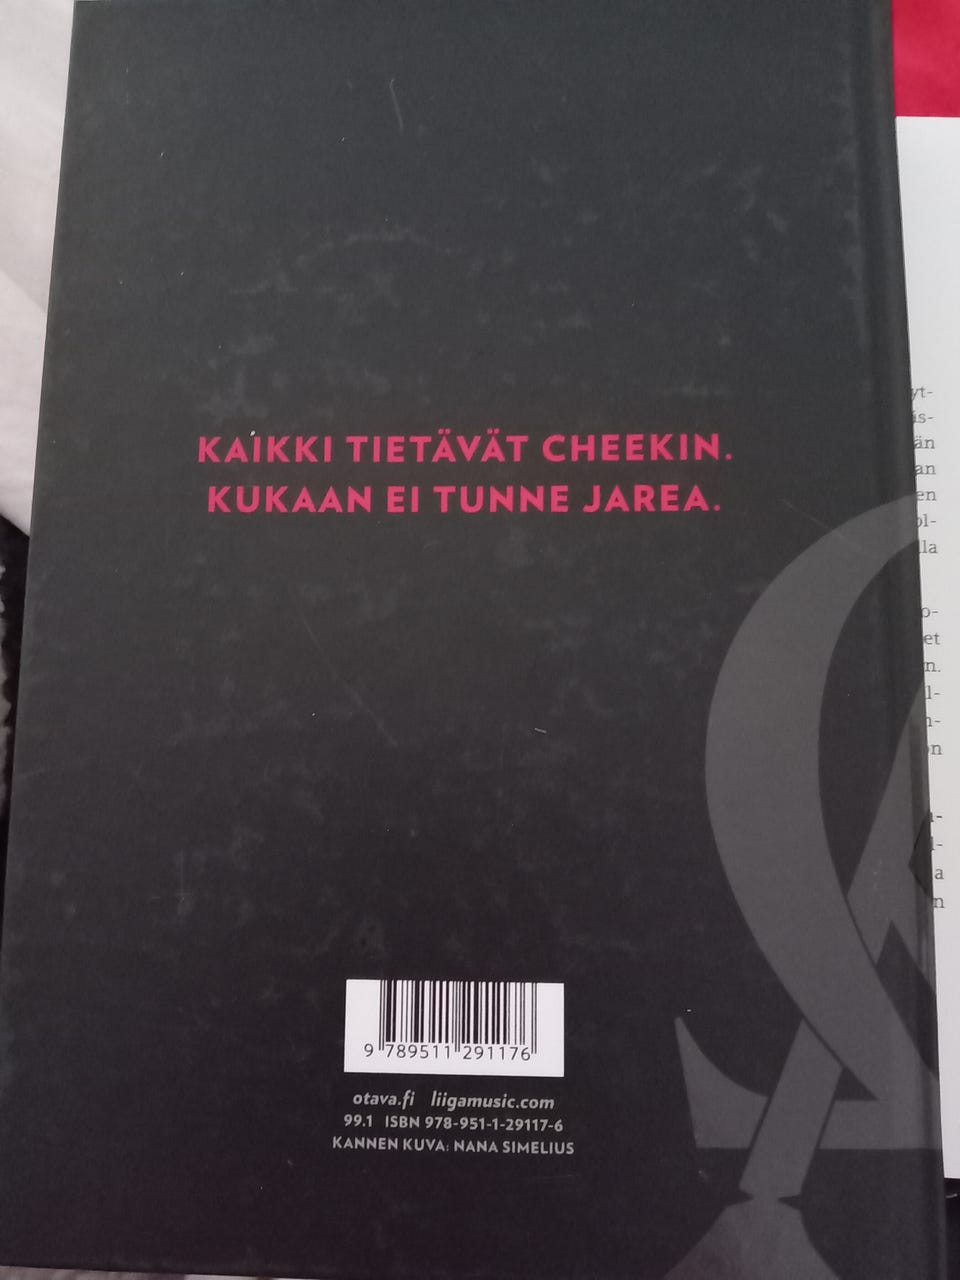 KAIKKI TIETÄVÄT CHEEKIN.
KUKAAN EI TUNNE JAREA.
9 789511 291176
otava.fi liigamusic.com
99.1 ISBN 978-951-1-29117-6
KANNEN KUVA: NANA SIMELIUS